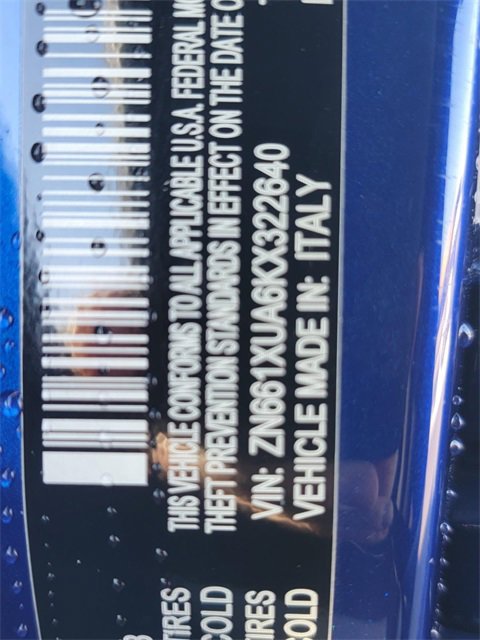 THIS VEHICLE CONFORMS TO ALL APPLICABLE U.S.A. FEDERAL
THEFT PREVENTION STANDARDS IN EFFECT ON THE DATE
VIN: ZN661XUA6KX322640
VEHICLE MADE IN: ITALY
TIRES
COLD
TIRES
COLD